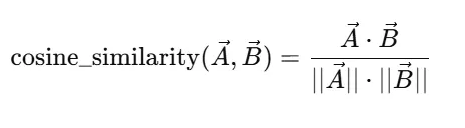 cosine_similarity(A⃗, B⃗) = (A⃗ · B⃗) / (||A⃗|| · ||B⃗||)